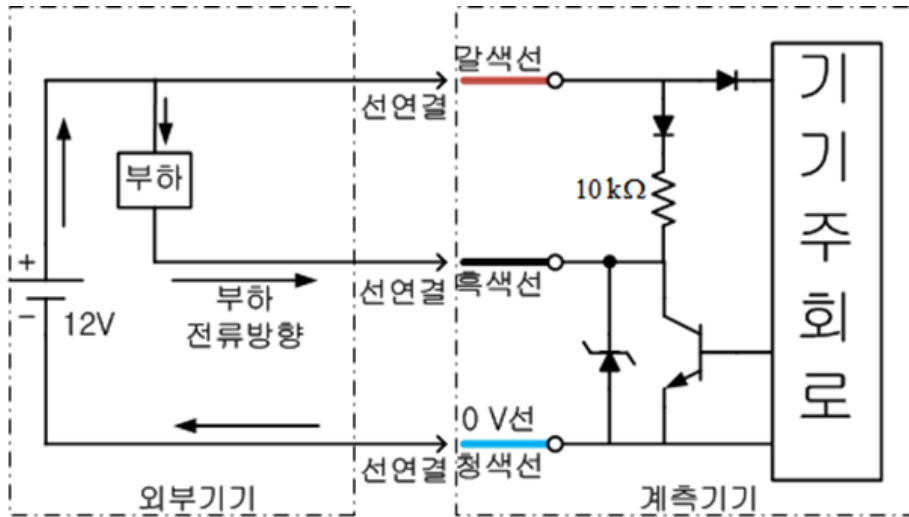 갈색선
선연결
부하
10 kΩ
기
기
주
회
로
+
−
12V
부하
전류방향
선연결
흑색선
0 V선
선연결
청색선
외부기기
계측기기